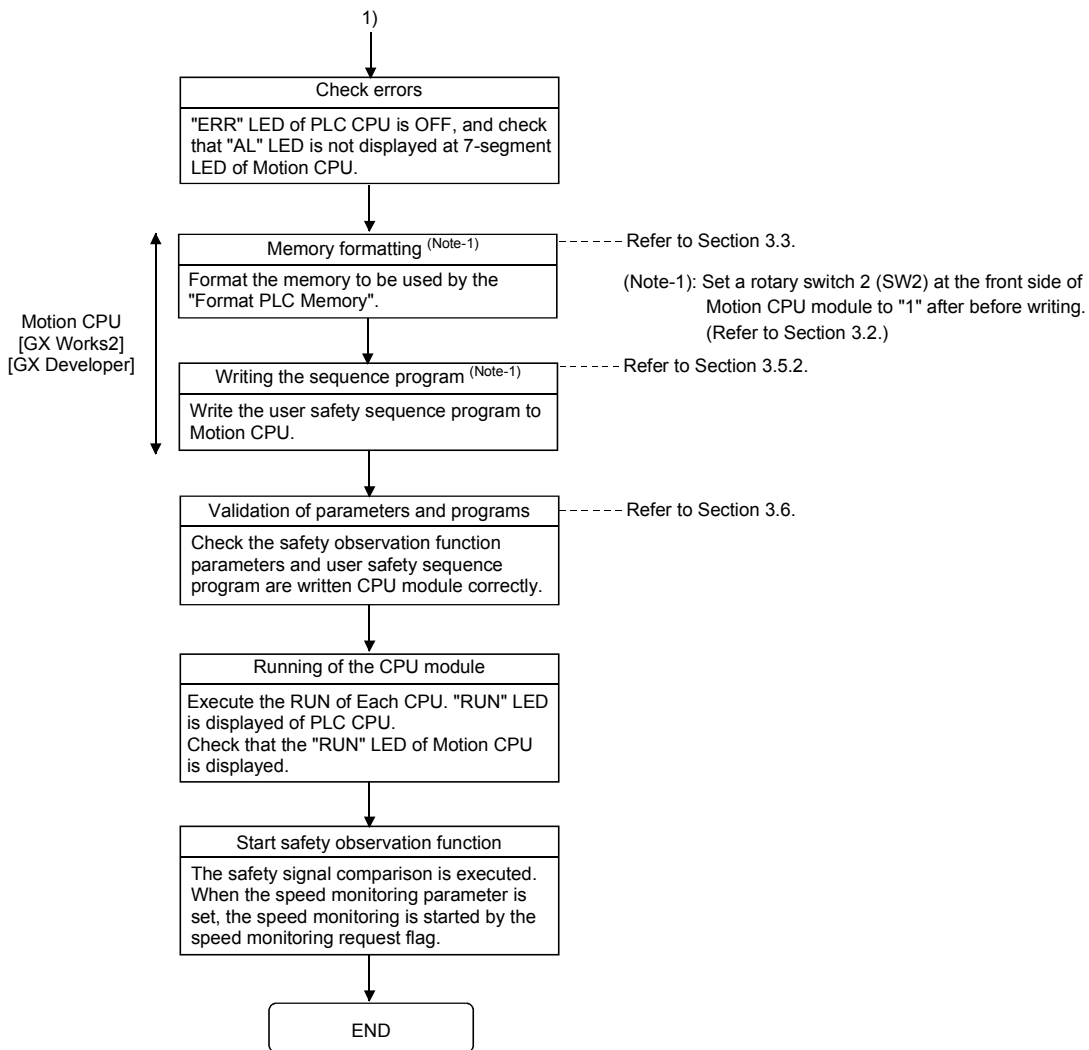 1)
Check errors
"ERR" LED of PLC CPU is OFF, and check
that "AL" LED is not displayed at 7-segment
LED of Motion CPU.
Motion CPU
[GX Works2]
[GX Developer]
Memory formatting (Note-1)
Refer to Section 3.3.
Format the memory to be used by the
"Format PLC Memory".
(Note-1): Set a rotary switch 2 (SW2) at the front side of
Motion CPU module to "1" after before writing.
(Refer to Section 3.2.)
Writing the sequence program (Note-1)
Refer to Section 3.5.2.
Write the user safety sequence program to
Motion CPU.
Validation of parameters and programs
Refer to Section 3.6.
Check the safety observation function
parameters and user safety sequence
program are written CPU module correctly.
Running of the CPU module
Execute the RUN of Each CPU. "RUN" LED
is displayed of PLC CPU.
Check that the "RUN" LED of Motion CPU
is displayed.
Start safety observation function
The safety signal comparison is executed.
When the speed monitoring parameter is
set, the speed monitoring is started by the
speed monitoring request flag.
END